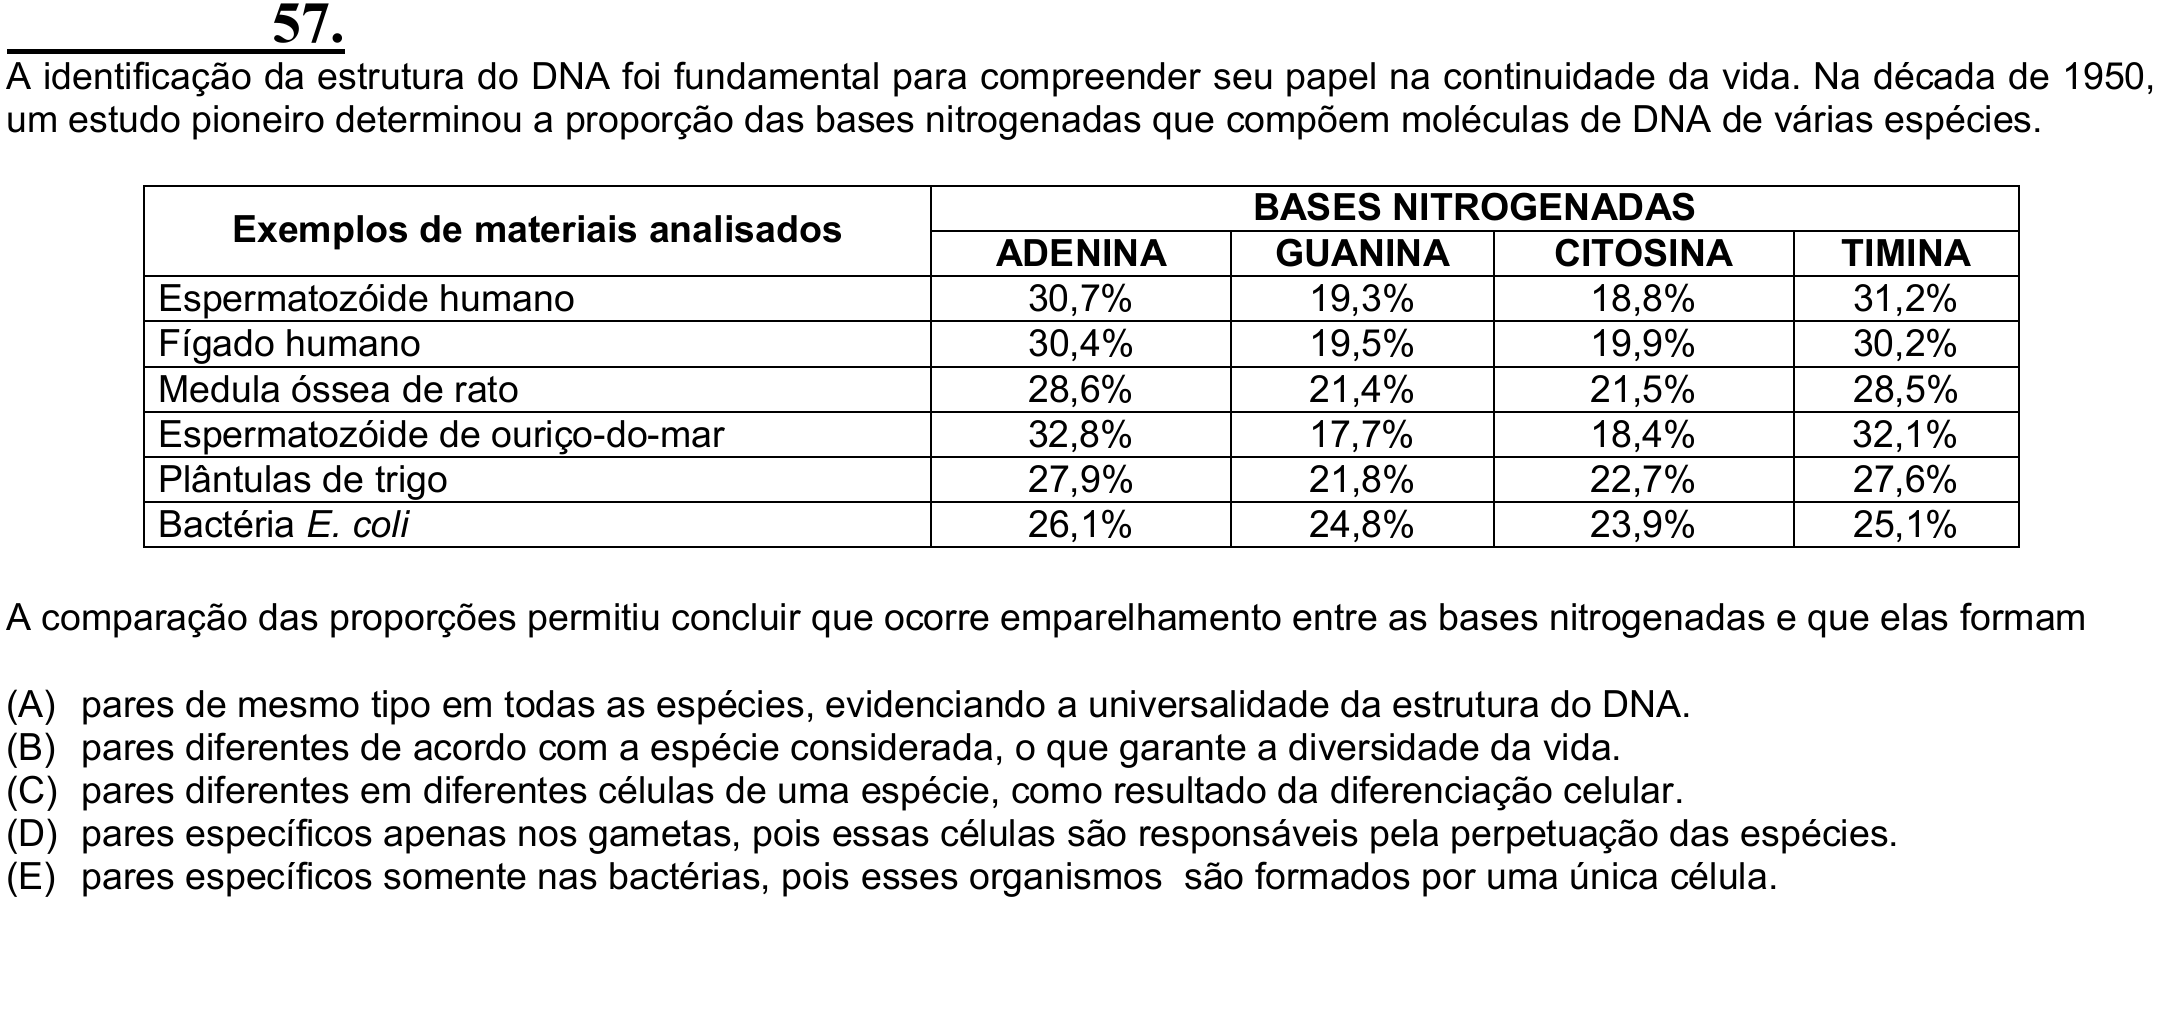 57.
A identificação da estrutura do DNA foi fundamental para compreender seu papel na continuidade da vida. Na década de 1950,
um estudo pioneiro determinou a proporção das bases nitrogenadas que compõem moléculas de DNA de várias espécies.
Exemplos de materiais analisados BASES NITROGENADAS
ADENINA GUANINA CITOSINA TIMINA
Espermatozóide humano 30,7% 19,3% 18,8% 31,2%
Fígado humano 30,4% 19,5% 19,9% 30,2%
Medula óssea de rato 28,6% 21,4% 21,5% 28,5%
Espermatozóide de ouriço-do-mar 32,8% 17,7% 18,4% 32,1%
Plântulas de trigo 27,9% 21,8% 22,7% 27,6%
Bactéria E. coli 26,1% 24,8% 23,9% 25,1%
A comparação das proporções permitiu concluir que ocorre emparelhamento entre as bases nitrogenadas e que elas formam
(A) pares de mesmo tipo em todas as espécies, evidenciando a universalidade da estrutura do DNA.
(B) pares diferentes de acordo com a espécie considerada, o que garante a diversidade da vida.
(C) pares diferentes em diferentes células de uma espécie, como resultado da diferenciação celular.
(D) pares específicos apenas nos gametas, pois essas células são responsáveis pela perpetuação das espécies.
(E) pares específicos somente nas bactérias, pois esses organismos são formados por uma única célula.